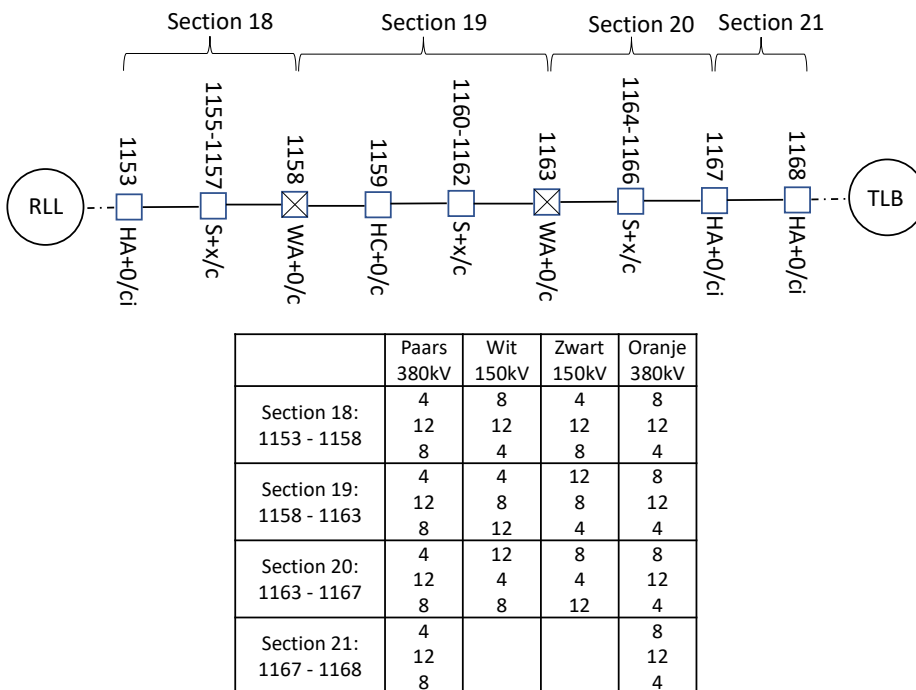 Section 18
Section 19
Section 20
Section 21
1153
1155-1157
1158
1159
1160-1162
1163
1164-1166
1167
1168
RLL
TLB
HA+0/ci
S+x/c
WA+0/c
HC+0/c
S+x/c
WA+0/c
S+x/c
HA+0/ci
HA+0/ci
Paars Wit Zwart Oranje
380kV 150kV 150kV 380kV
Section 18:
1153 - 1158
4 8 4 8
12 12 12 12
8 4 8 4
Section 19:
1158 - 1163
4 4 12 8
12 8 8 12
8 12 4 4
Section 20:
1163 - 1167
4 12 8 8
12 4 4 12
8 8 12 4
Section 21:
1167 - 1168
4 8
12 12
8 4